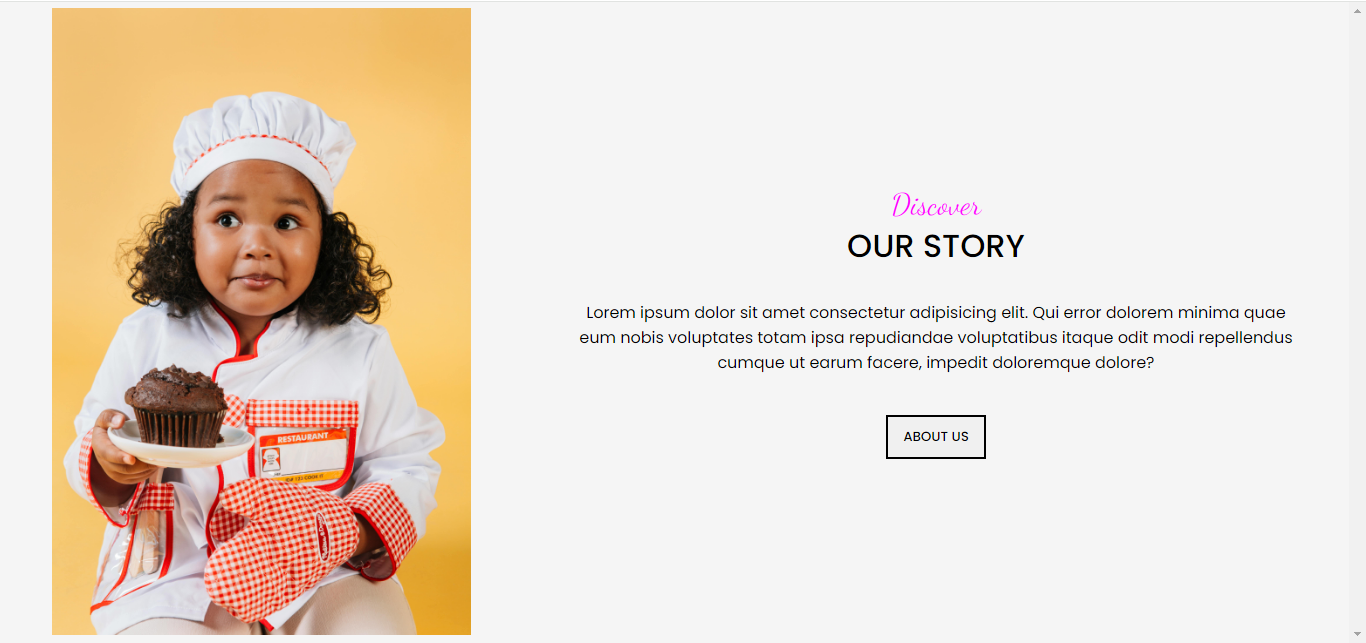 Discover
OUR STORY
Lorem ipsum dolor sit amet consectetur adipisicing elit. Qui error dolorem minima quae
eum nobis voluptates totam ipsa repudiandae voluptatibus itaque odit modi repellendus
cumque ut earum facere, impedit doloremque dolore?
ABOUT US
RESTAURANT